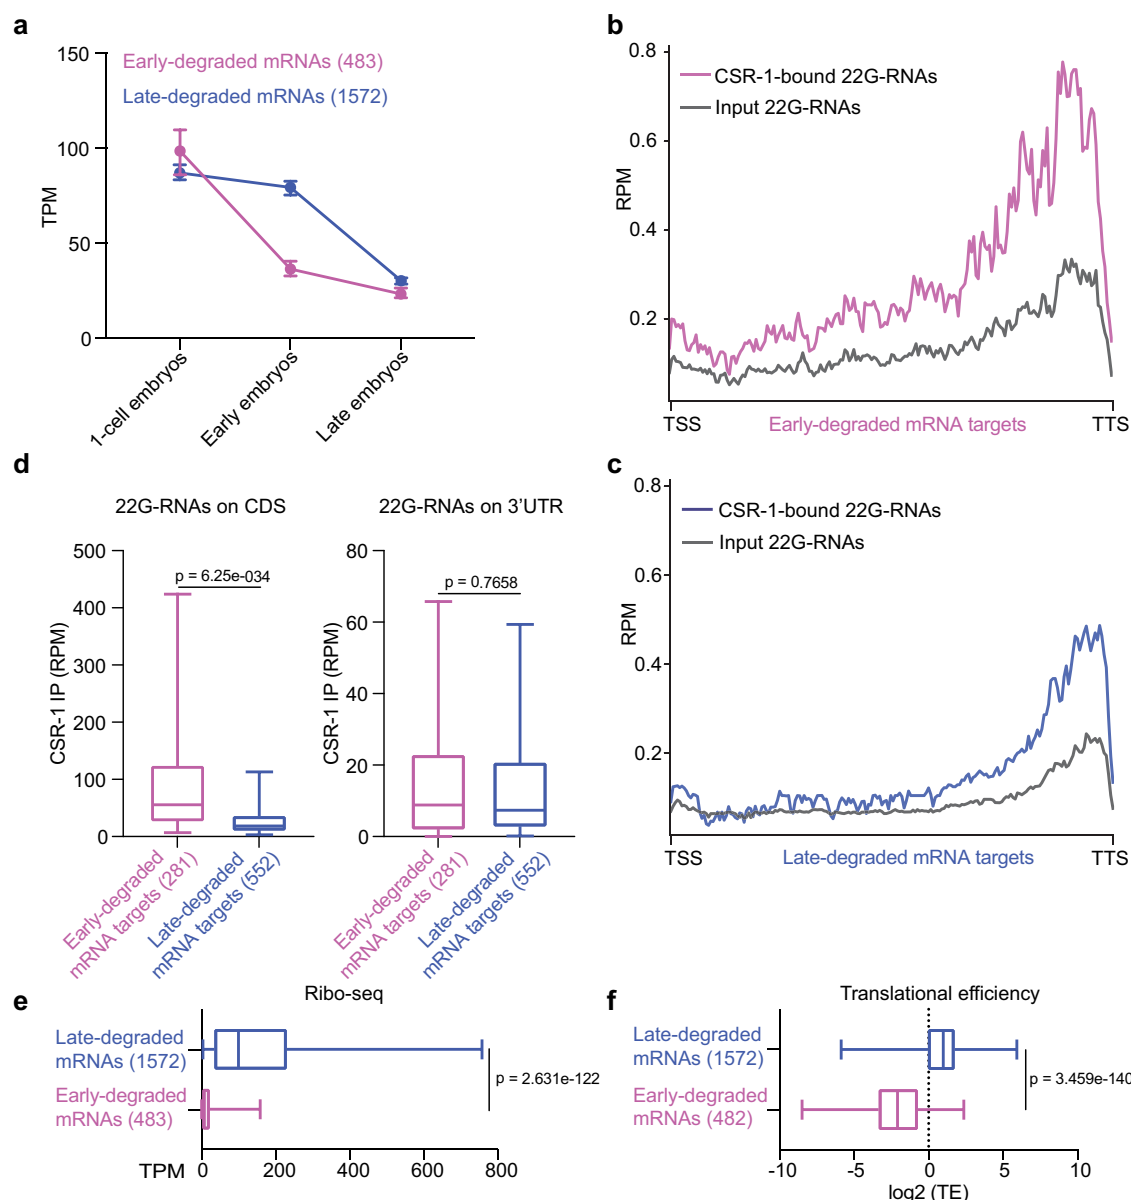 a
150
100
50
0
TPM
Early-degraded mRNAs (483)
Late-degraded mRNAs (1572)
1-cell embryos
Early embryos
Late embryos
b
0.8
0.6
0.4
0.2
RPM
CSR-1-bound 22G-RNAs
Input 22G-RNAs
TSS
Early-degraded mRNA targets
TTS
c
0.8
0.6
0.4
0.2
RPM
CSR-1-bound 22G-RNAs
Input 22G-RNAs
TSS
Late-degraded mRNA targets
TTS
d
22G-RNAs on CDS
500
400
300
200
100
0
CSR-1 IP (RPM)
p = 6.25e-034
Early-degraded
mRNA targets (281)
Late-degraded
mRNA targets (552)
22G-RNAs on 3’UTR
80
60
40
20
0
CSR-1 IP (RPM)
p = 0.7658
Early-degraded
mRNA targets (281)
Late-degraded
mRNA targets (552)
e
Ribo-seq
Late-degraded
mRNAs (1572)
Early-degraded
mRNAs (483)
p = 2.631e-122
TPM
0
200
400
600
800
f
Translational efficiency
Late-degraded
mRNAs (1572)
Early-degraded
mRNAs (482)
p = 3.459e-140
-10
-5
0
5
10
log2 (TE)